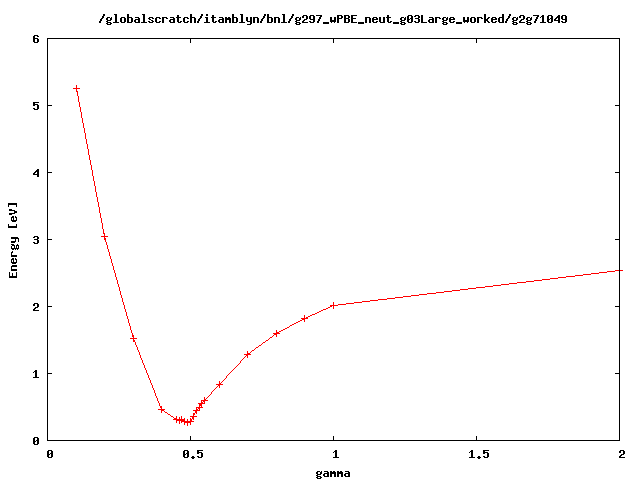 /globalscratch/itamblyn/bnl/g297_wPBE_neut_g03Large_worked/g2g71049
6
5
4
3
2
1
0
Energy [eV]
0 0.5 1 1.5 2
gamma